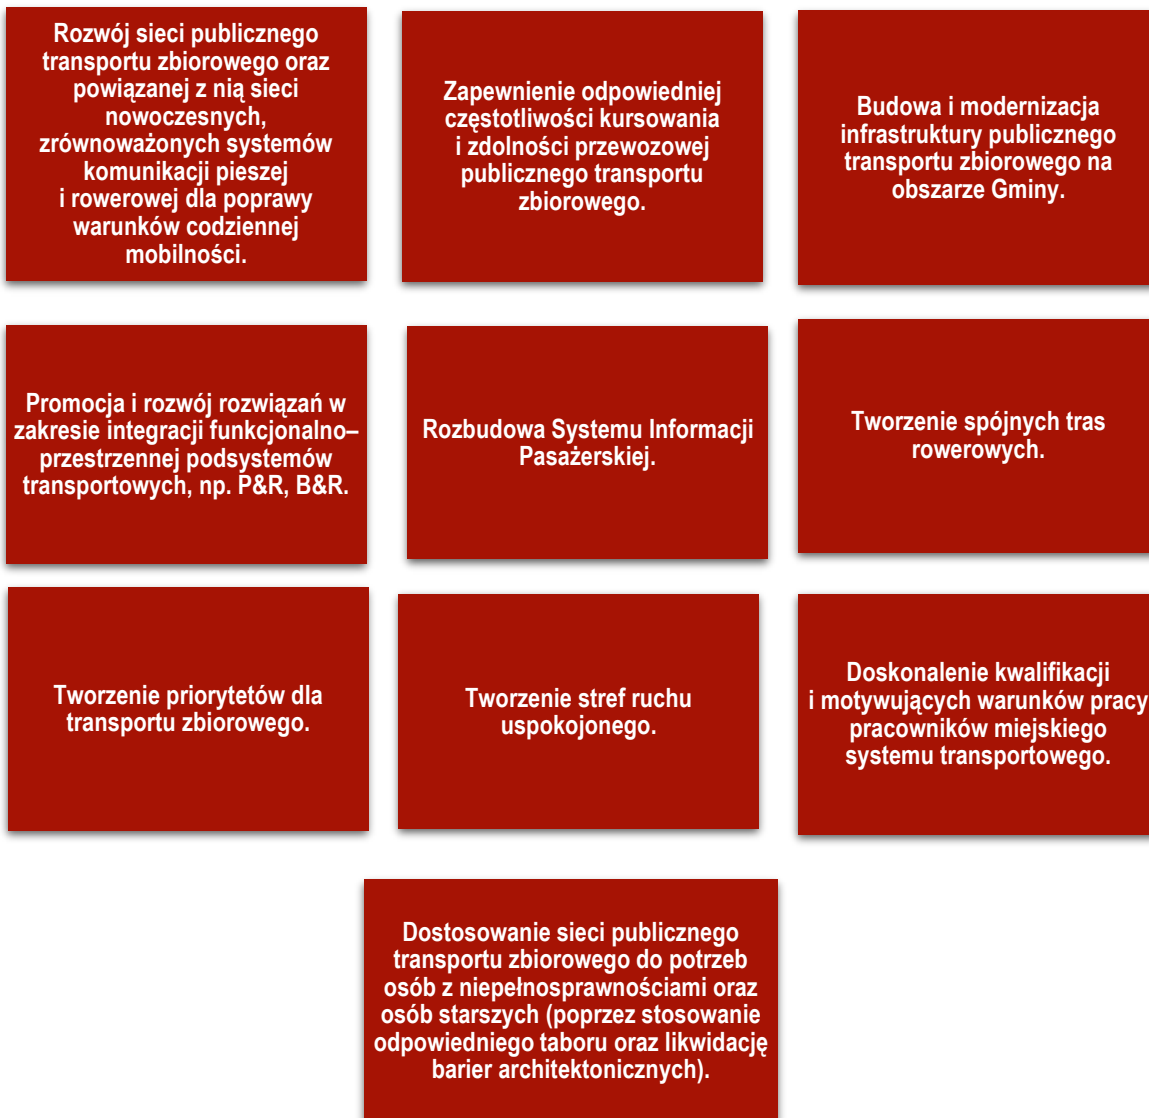 Rozwój sieci publicznego
transportu zbiorowego oraz
powiązanej z nią sieci
nowoczesnych,
zrównoważonych systemów
komunikacji pieszej
i rowerowej dla poprawy
warunków codziennej
mobilności.
Zapewnienie odpowiedniej
częstotliwości kursowania
i zdolności przewozowej
publicznego transportu
zbiorowego.
Budowa i modernizacja
infrastruktury publicznego
transportu zbiorowego na
obszarze Gminy.
Promocja i rozwój rozwiązań w
zakresie integracji funkcjonalno–
przestrzennej podsystemów
transportowych, np. P&R, B&R.
Rozbudowa Systemu Informacji
Pasażerskiej.
Tworzenie spójnych tras
rowerowych.
Tworzenie priorytetów dla
transportu zbiorowego.
Tworzenie stref ruchu
uspokojonego.
Doskonalenie kwalifikacji
i motywujących warunków pracy
pracowników miejskiego
systemu transportowego.
Dostosowanie sieci publicznego
transportu zbiorowego do potrzeb
osób z niepełnosprawnościami oraz
osób starszych (poprzez stosowanie
odpowiedniego taboru oraz likwidację
barier architektonicznych).